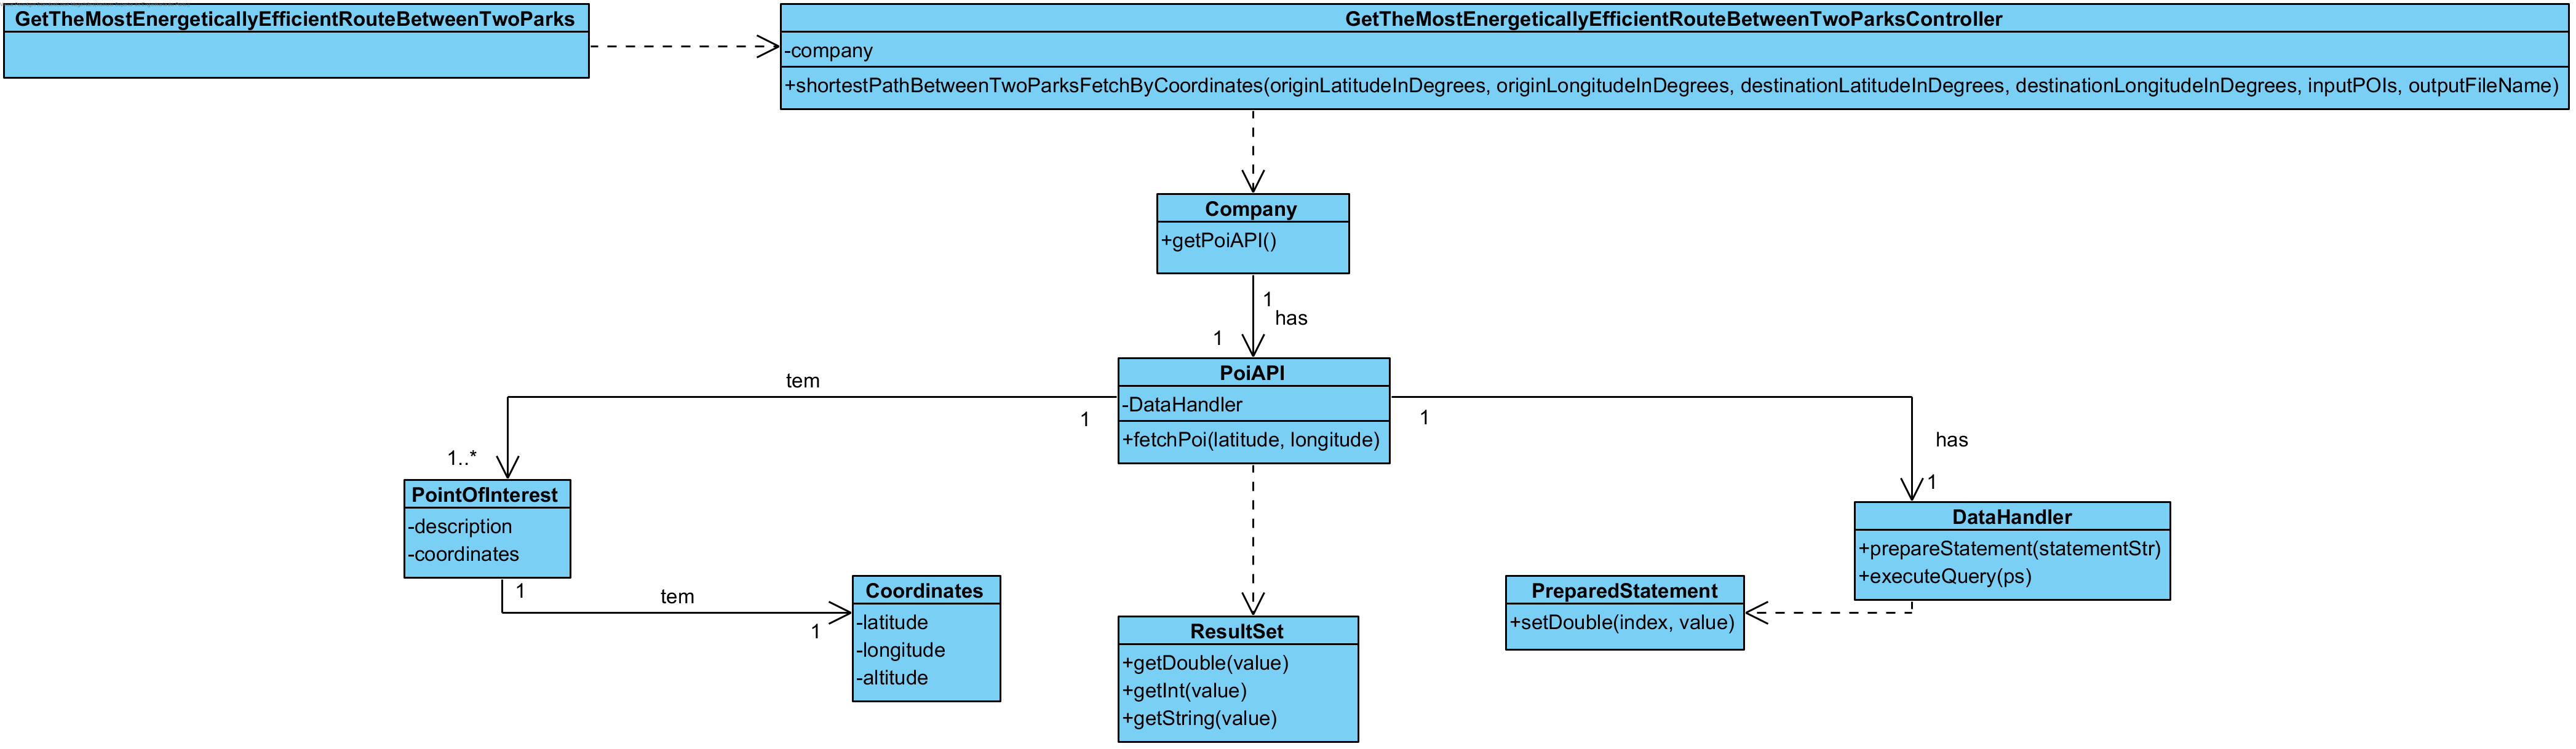 GetTheMostEnergeticallyEfficientRouteBetweenTwoParks
GetTheMostEnergeticallyEfficientRouteBetweenTwoParksController
-company
+shortestPathBetweenTwoParksFetchByCoordinates(originLatitudeInDegrees, originLongitudeInDegrees, destinationLatitudeInDegrees, destinationLongitudeInDegrees, inputPOIs, outputFileName)
Company
+getPoiAPI()
1
has
1
PoiAPI
-DataHandler
+fetchPoi(latitude, longitude)
tem
1
1..*
1
has
1
PointOfInterest
-description
-coordinates
1
tem
1
Coordinates
-latitude
-longitude
-altitude
ResultSet
+getDouble(value)
+getInt(value)
+getString(value)
PreparedStatement
+setDouble(index, value)
DataHandler
+prepareStatement(statementStr)
+executeQuery(ps)